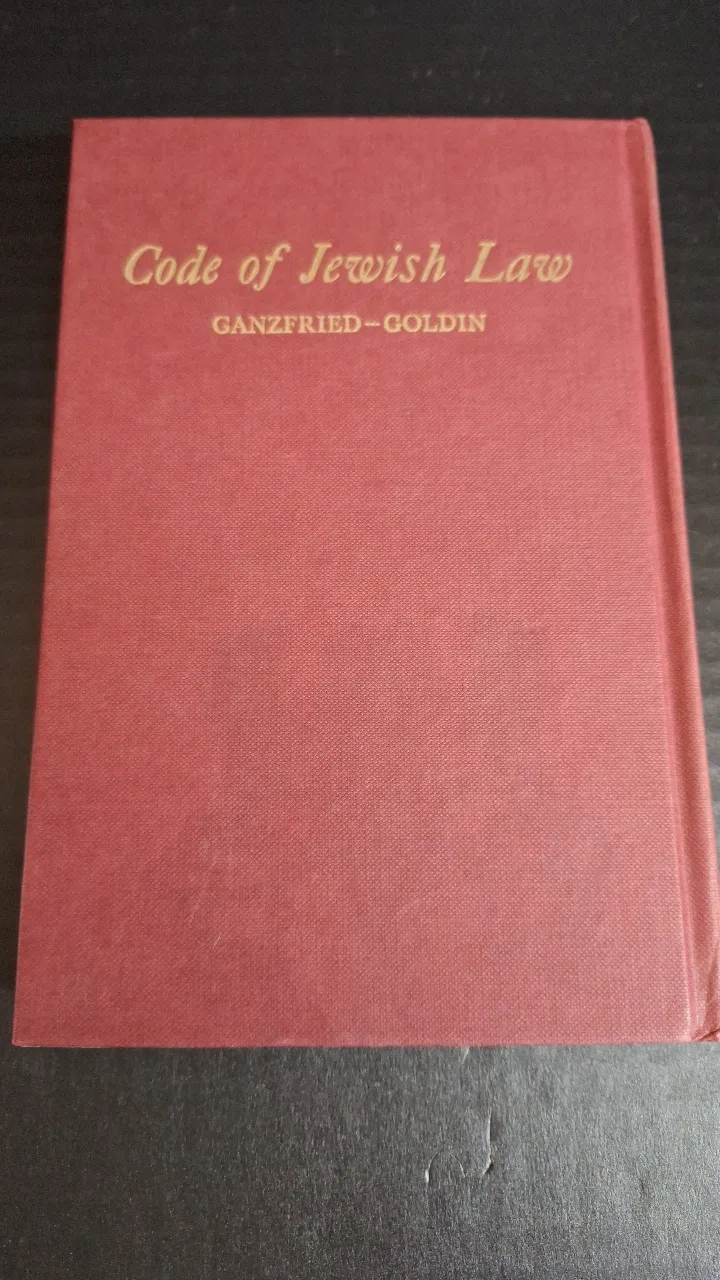 Code of Jewish Law
GANZFRIED--GOLDIN